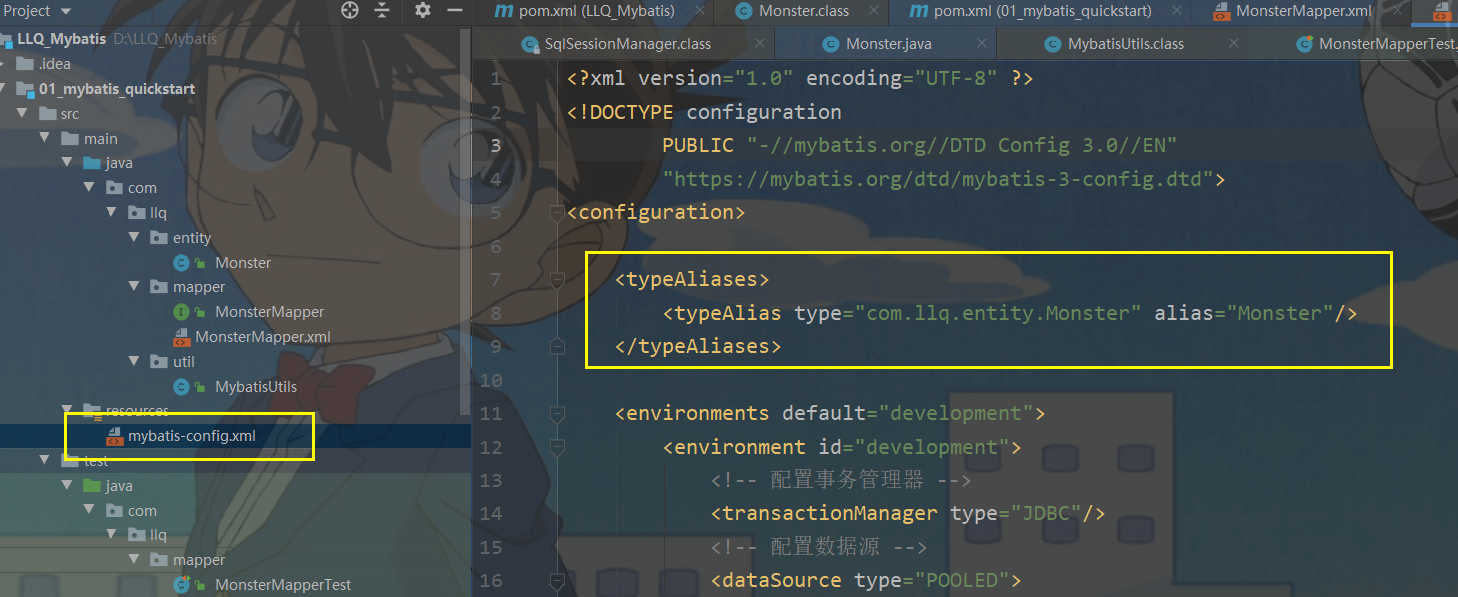 Project
LLQ_Mybatis D:\LLQ_Mybatis
.idea
01_mybatis_quickstart
src
main
java
com
llq
entity
Monster
mapper
MonsterMapper
MonsterMapper.xml
util
MybatisUtils
resources
mybatis-config.xml
test
java
com
llq
mapper
MonsterMapperTest
pom.xml (LLQ_Mybatis) Monster.class pom.xml (01_mybatis_quickstart) MonsterMapper.xml
SqlSessionManager.class Monster.java MybatisUtils.class MonsterMapperTest.
1 <?xml version="1.0" encoding="UTF-8" ?>
2 <!DOCTYPE configuration
3 PUBLIC "-//mybatis.org//DTD Config 3.0//EN"
4 "https://mybatis.org/dtd/mybatis-3-config.dtd">
5 <configuration>
6
7 <typeAliases>
8 <typeAlias type="com.llq.entity.Monster" alias="Monster"/>
9 </typeAliases>
10
11 <environments default="development">
12 <environment id="development">
13 <!-- 配置事务管理器 -->
14 <transactionManager type="JDBC"/>
15 <!-- 配置数据源 -->
16 <dataSource type="POOLED">